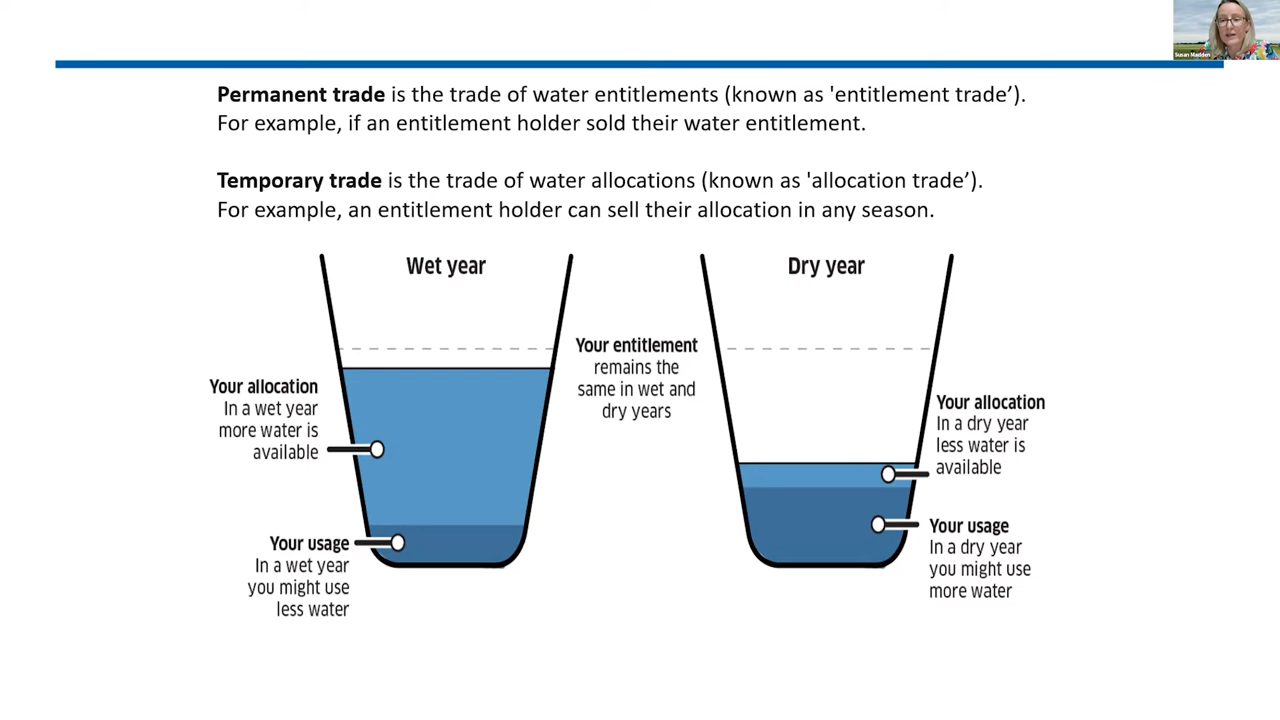 Susan Madden
Permanent trade is the trade of water entitlements (known as 'entitlement trade’).
For example, if an entitlement holder sold their water entitlement.
Temporary trade is the trade of water allocations (known as 'allocation trade’).
For example, an entitlement holder can sell their allocation in any season.
Wet year
Your allocation
In a wet year
more water is
available
Your usage
In a wet year
you might use
less water
Your entitlement
remains the
same in wet and
dry years
Dry year
Your allocation
In a dry year
less water is
available
Your usage
In a dry year
you might use
more water